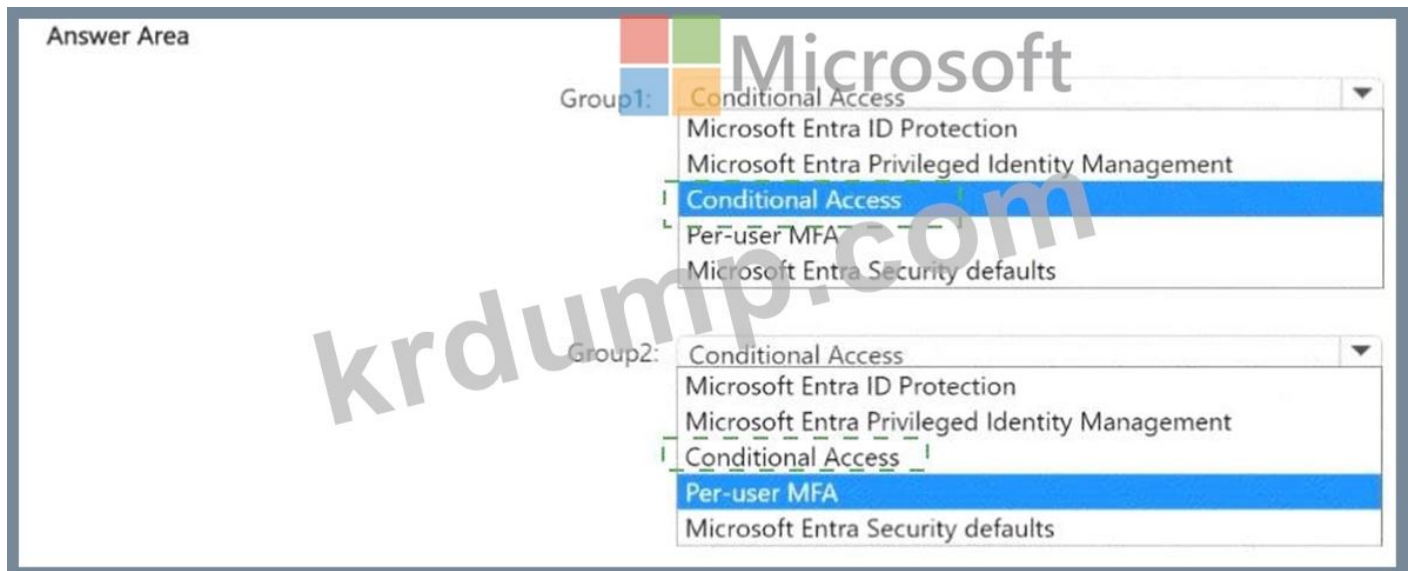 Answer Area
Microsoft
Group1: Conditional Access
Microsoft Entra ID Protection
Microsoft Entra Privileged Identity Management
Conditional Access
Per-user MFA
Microsoft Entra Security defaults
krdump.com
Group2: Conditional Access
Microsoft Entra ID Protection
Microsoft Entra Privileged Identity Management
Conditional Access
Per-user MFA
Microsoft Entra Security defaults